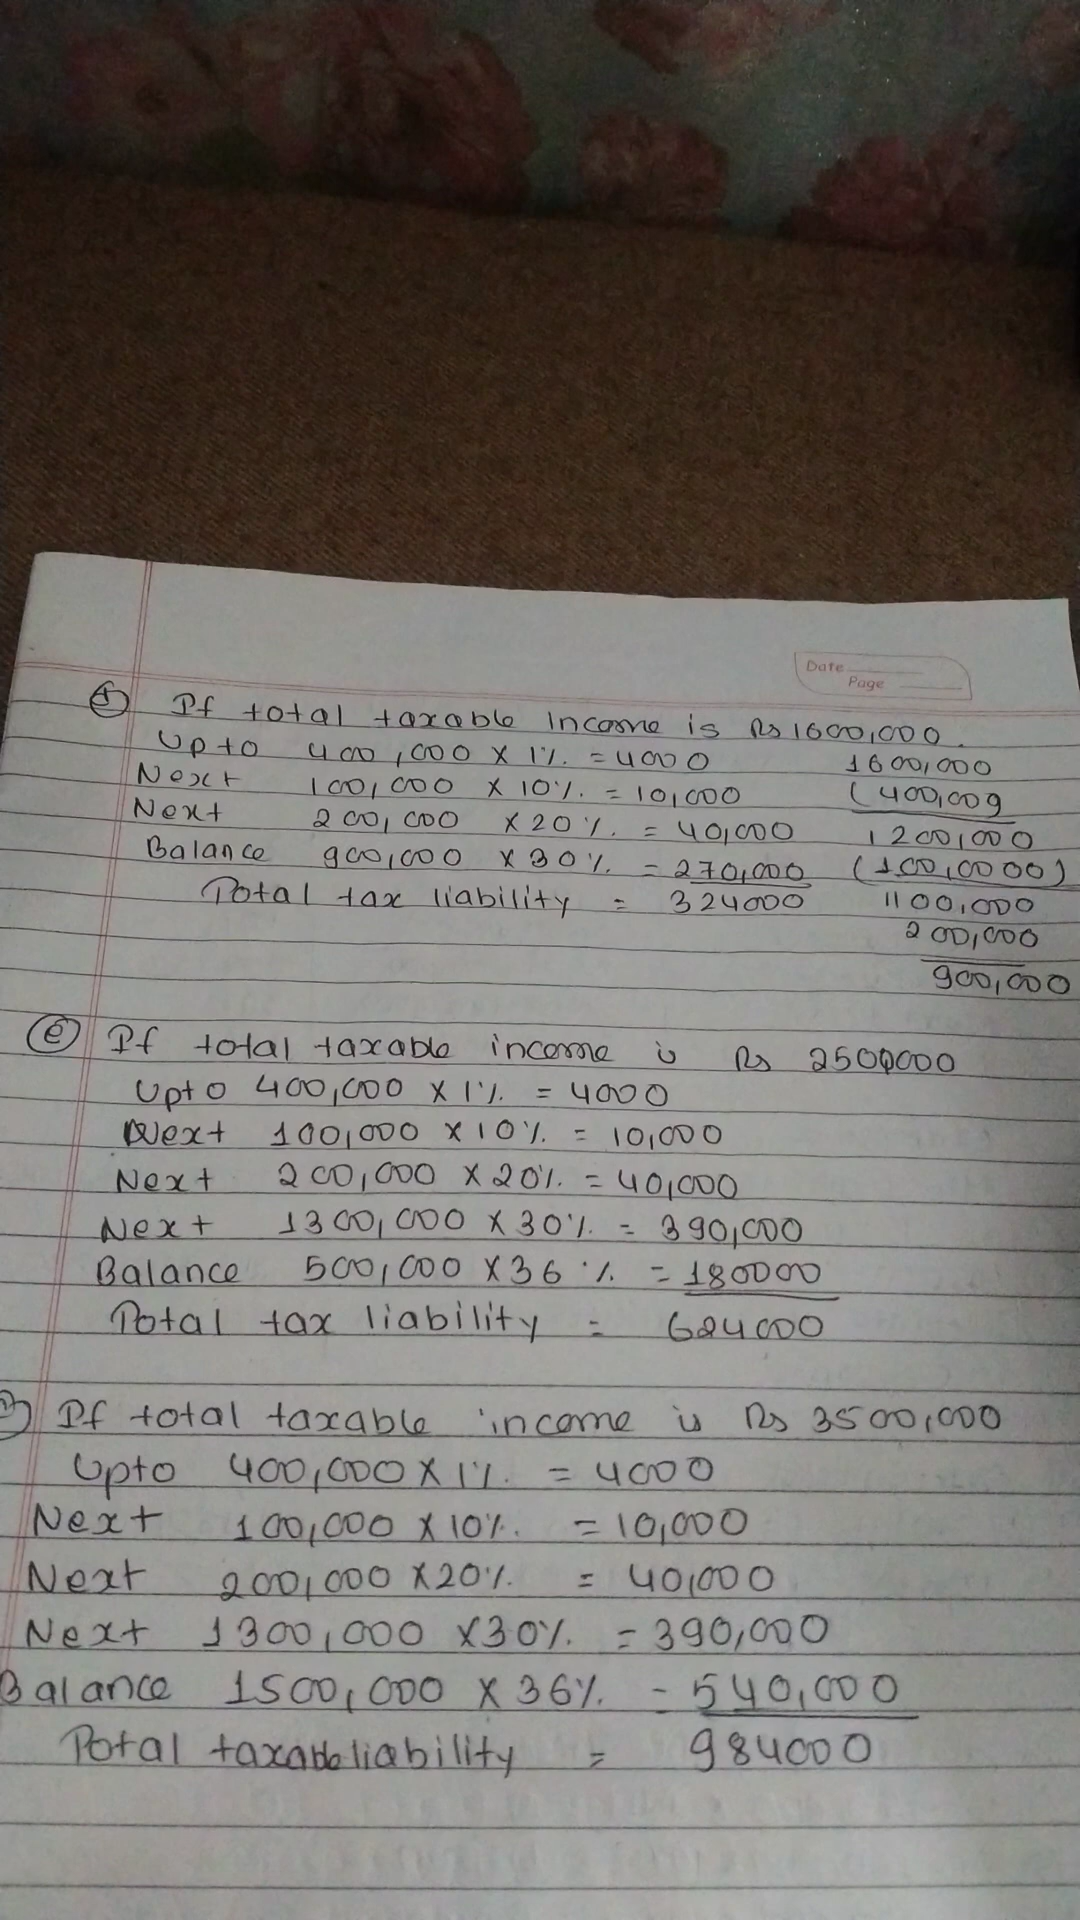 Date
Page
If total taxable income is Rs 1600,000.
Upto 400,000 x 1% = 4000 1600,000
Next 100,000 x 10% = 10,000 (400,000
Next 200,000 x 20% = 40,000 1200,000
Balance 900,000 x 30% = 270,000 (100,0000)
Total tax liability = 324000 1100,000
200,000
900,000
(e) If total taxable income is Rs 2500,000
Upto 400,000 x 1% = 4000
Next 100,000 x 10% = 10,000
Next 200,000 x 20% = 40,000
Next 1300,000 x 30% = 390,000
Balance 500,000 x 36% = 180000
Total tax liability = 624000
If total taxable income is Rs 3500,000
Upto 400,000 x 1% = 4000
Next 100,000 x 10% = 10,000
Next 200,000 x 20% = 40,000
Next 1300,000 x 30% = 390,000
Balance 1500,000 x 36% = 540,000
Total taxable liability = 984000